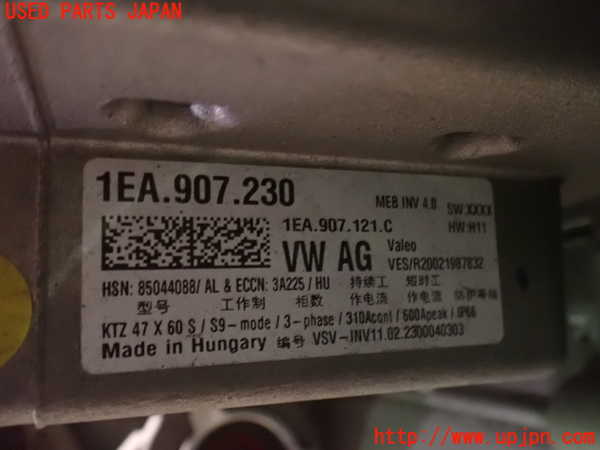 USED PARTS JAPAN
1EA.907.230
MEB INV 4.0
SW:XXXX
1EA.907.121.C
HW:H11
VW AG
Valeo
VES/R20021987832
HSN: 85044088/ AL & ECCN: 3A225 / HU
型号 工作制 相数 持续工作电流 短时工作电流 防护等级
KTZ 47 X 60 S / S9-mode / 3-phase / 310Acont / 600Apeak / IP66
Made in Hungary 编号 VSV-INV11.02.2300040303
http://www.upjpn.com